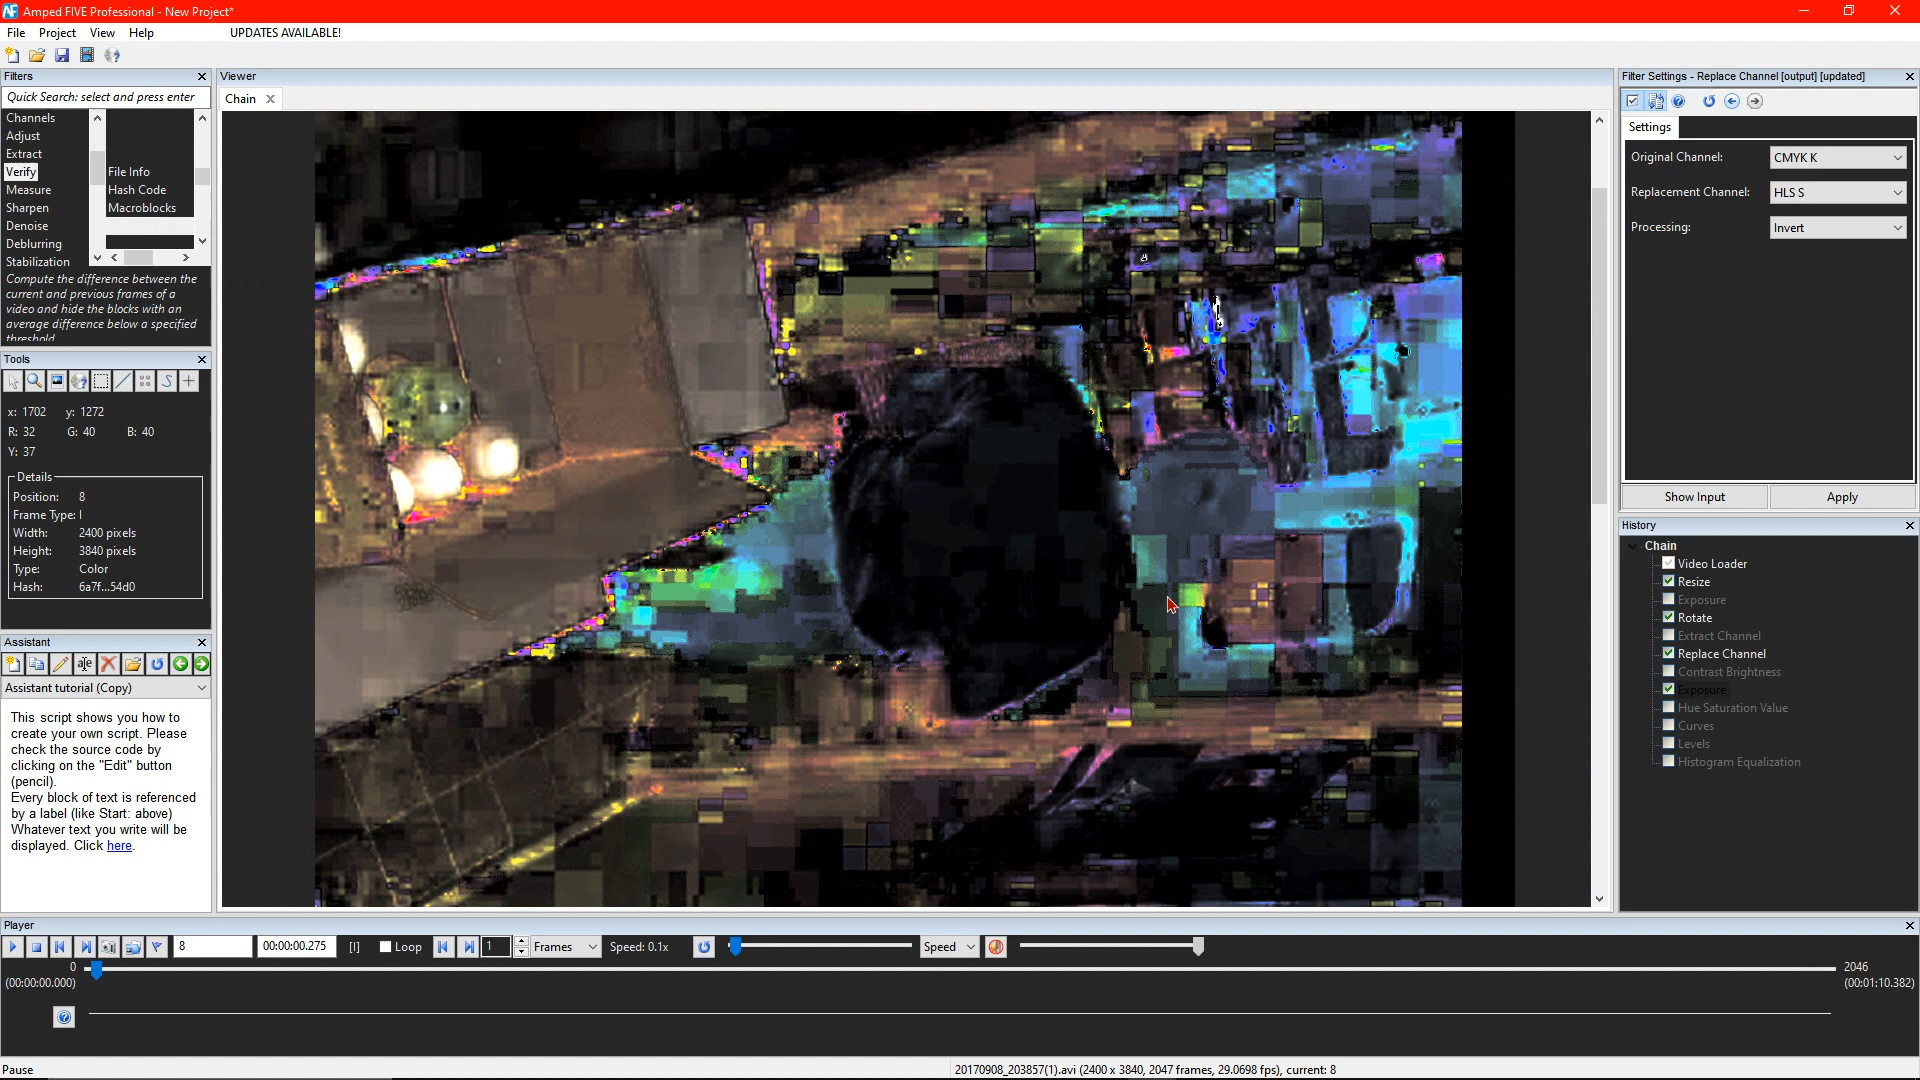 Amped FIVE Professional - New Project*
File Project View Help UPDATES AVAILABLE!
Filters
Quick Search: select and press enter
Channels
Adjust
Extract
Verify
Measure
Sharpen
Denoise
Deblurring
Stabilization
File Info
Hash Code
Macroblocks
Compute the difference between the
current and previous frames of a
video and hide the blocks with an
average difference below a specified
threshold
Tools
x: 1702 y: 1272
R: 32 G: 40 B: 40
Y: 37
Details
Position: 8
Frame Type: I
Width: 2400 pixels
Height: 3840 pixels
Type: Color
Hash: 6a7f...54d0
Assistant
Assistant tutorial (Copy)
This script shows you how to
create your own script. Please
check the source code by
clicking on the "Edit" button
(pencil).
Every block of text is referenced
by a label (like Start: above)
Whatever text you write will be
displayed. Click here.
Viewer
Chain
Filter Settings - Replace Channel [output] [updated]
Settings
Original Channel: CMYK K
Replacement Channel: HLS S
Processing: Invert
Show Input Apply
History
Chain
Video Loader
Resize
Exposure
Rotate
Extract Channel
Replace Channel
Contrast Brightness
Exposure
Hue Saturation Value
Curves
Levels
Histogram Equalization
Player
8 00:00:00.275 [I] Loop 1 Frames Speed: 0.1x Speed
0 2046
(00:00:00.000) (00:01:10.382)
Pause 20170908_203857(1).avi (2400 x 3840, 2047 frames, 29.0698 fps), current: 8